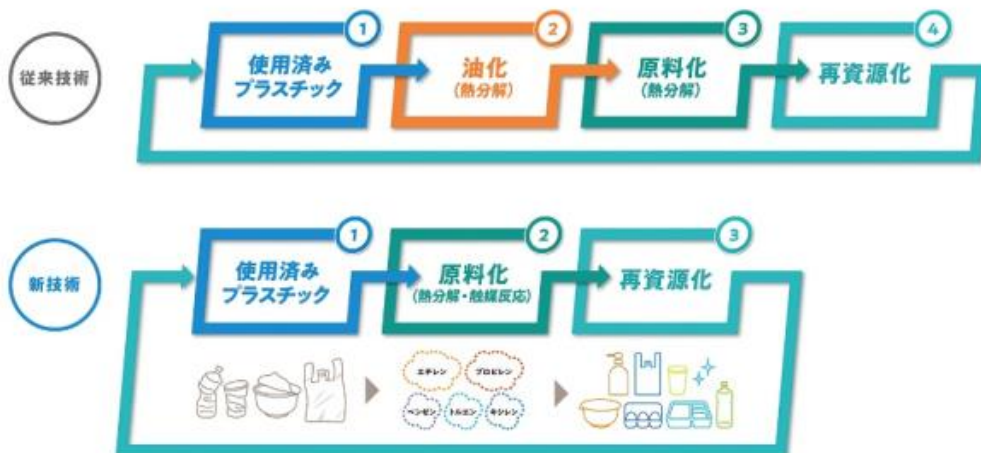 従来技術
1
使用済み
プラスチック
2
油化
(熱分解)
3
原料化
(熱分解)
4
再資源化
新技術
1
使用済み
プラスチック
2
原料化
(熱分解・触媒反応)
3
再資源化
エチレン
プロピレン
ベンゼン
トルエン
キシレン